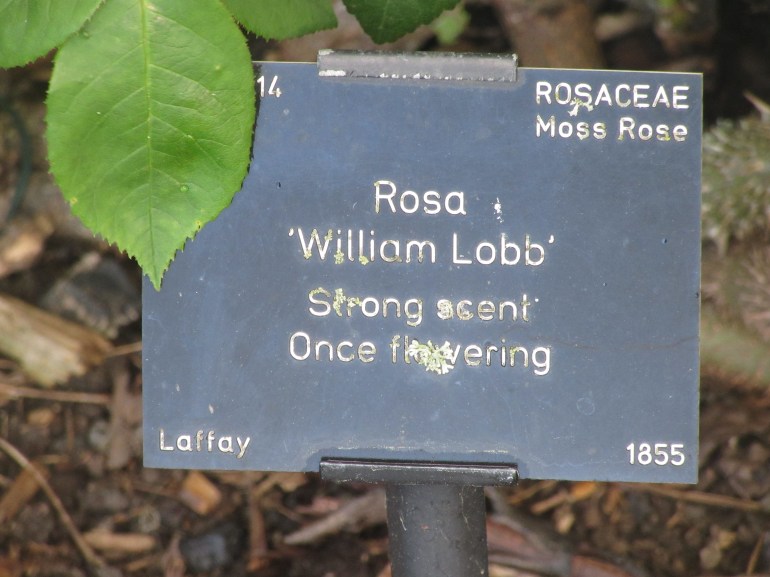 14
ROSACEAE
Moss Rose
Rosa
'William Lobb'
Strong scent
Once flowering
Laffay
1855